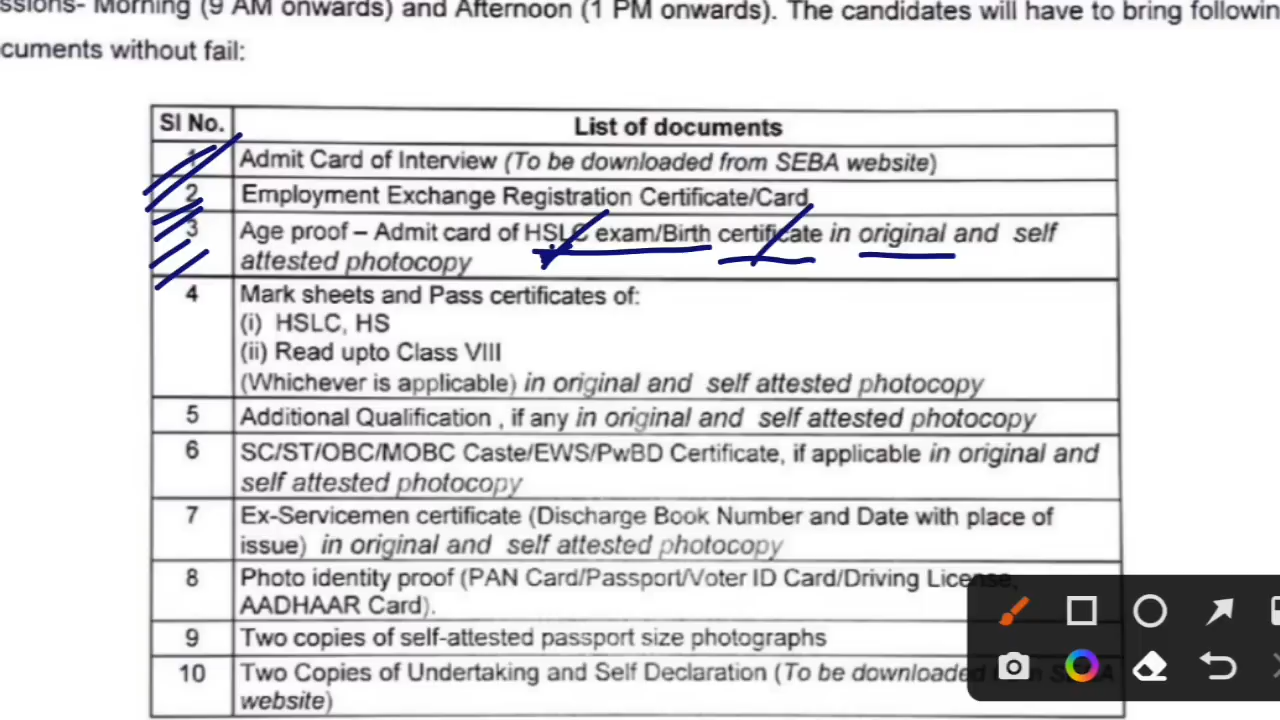 ssions- Morning (9 AM onwards) and Afternoon (1 PM onwards). The candidates will have to bring followin
cuments without fail:
SI No. List of documents
1 Admit Card of Interview (To be downloaded from SEBA website)
2 Employment Exchange Registration Certificate/Card
3 Age proof – Admit card of HSLC exam/Birth certificate in original and self
attested photocopy
4 Mark sheets and Pass certificates of:
(i) HSLC, HS
(ii) Read upto Class VIII
(Whichever is applicable) in original and self attested photocopy
5 Additional Qualification , if any in original and self attested photocopy
6 SC/ST/OBC/MOBC Caste/EWS/PwBD Certificate, if applicable in original and
self attested photocopy
7 Ex-Servicemen certificate (Discharge Book Number and Date with place of
issue) in original and self attested photocopy
8 Photo identity proof (PAN Card/Passport/Voter ID Card/Driving License,
AADHAAR Card).
9 Two copies of self-attested passport size photographs
10 Two Copies of Undertaking and Self Declaration (To be downloaded from SEBA
website)